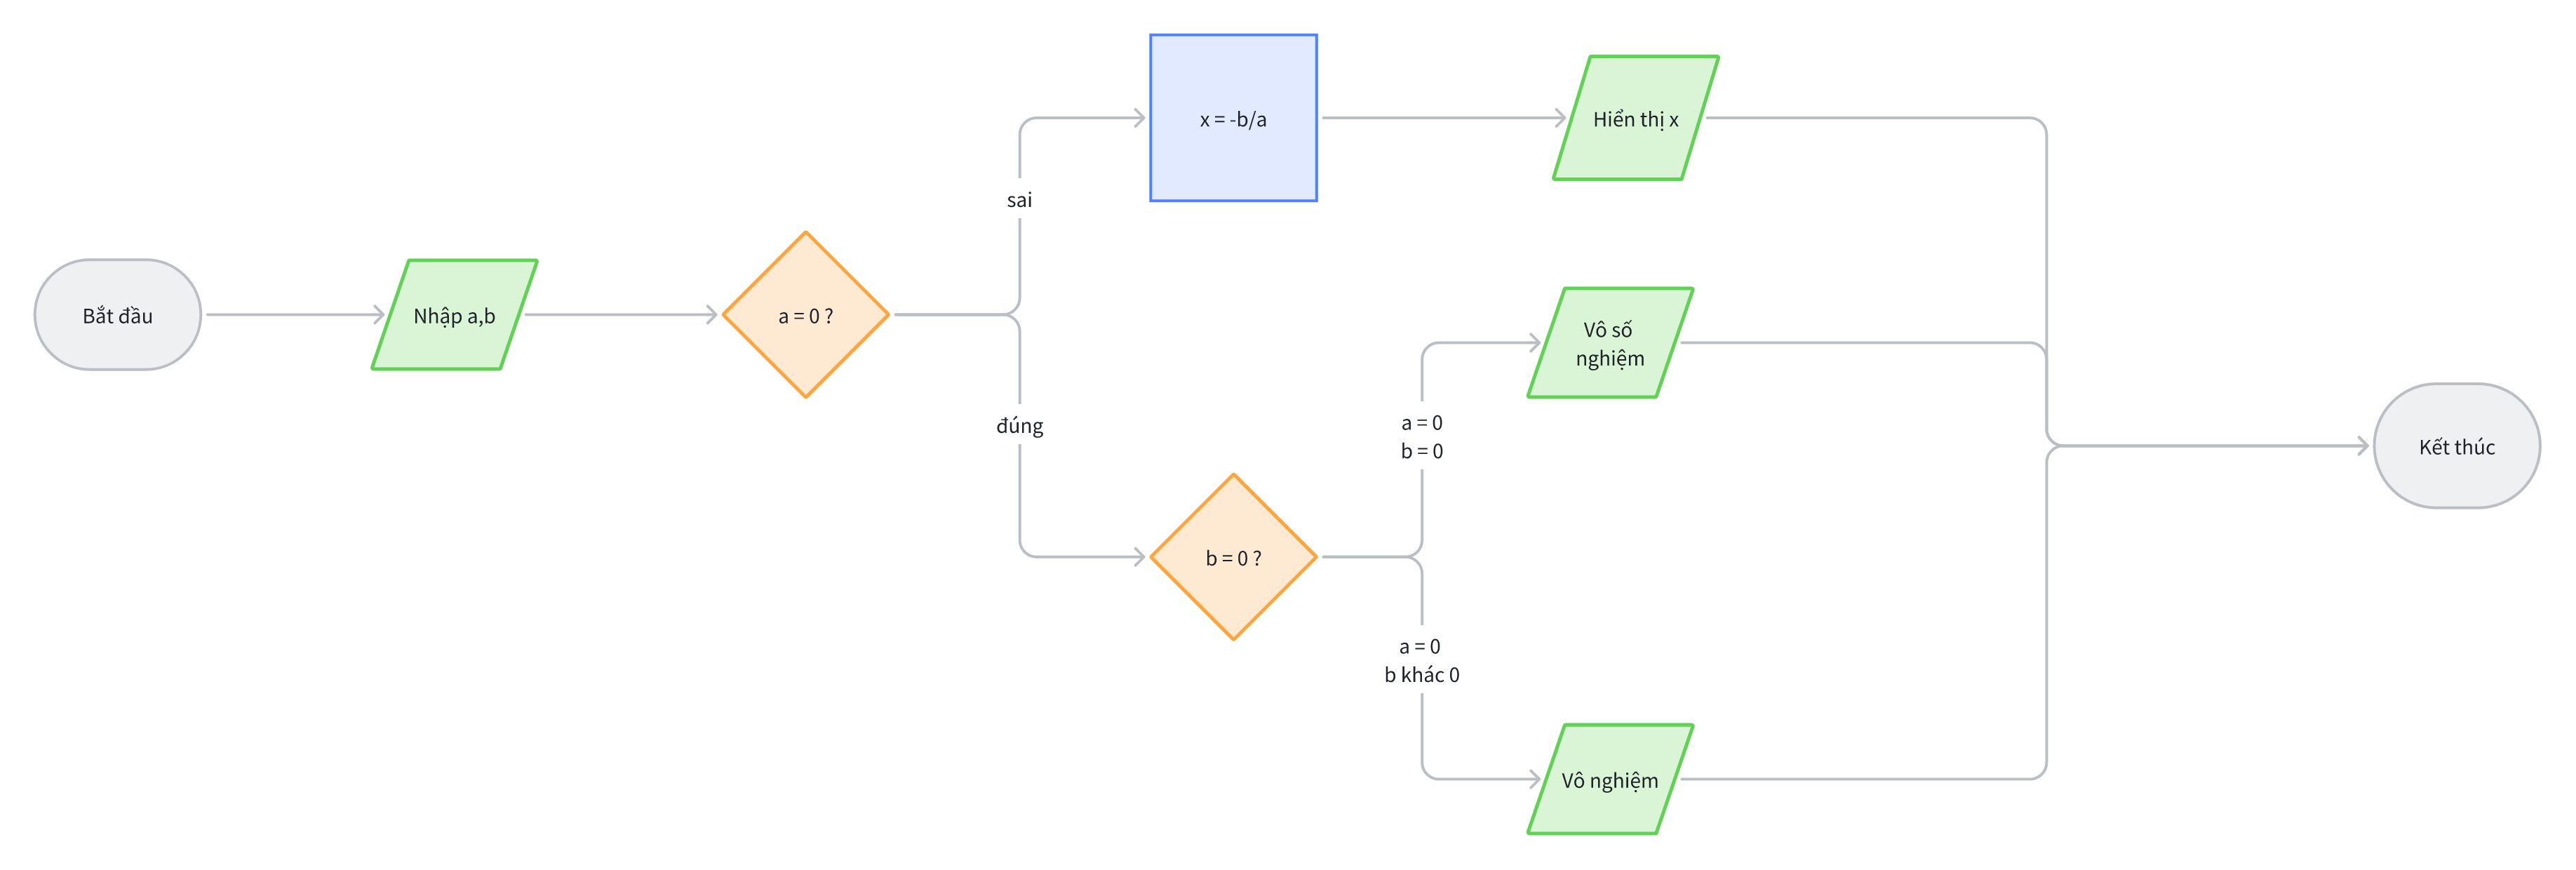 Bắt đầu
Nhập a,b
a = 0 ?
sai
đúng
x = -b/a
Hiển thị x
b = 0 ?
a = 0
b = 0
Vô số
nghiệm
a = 0
b khác 0
Vô nghiệm
Kết thúc